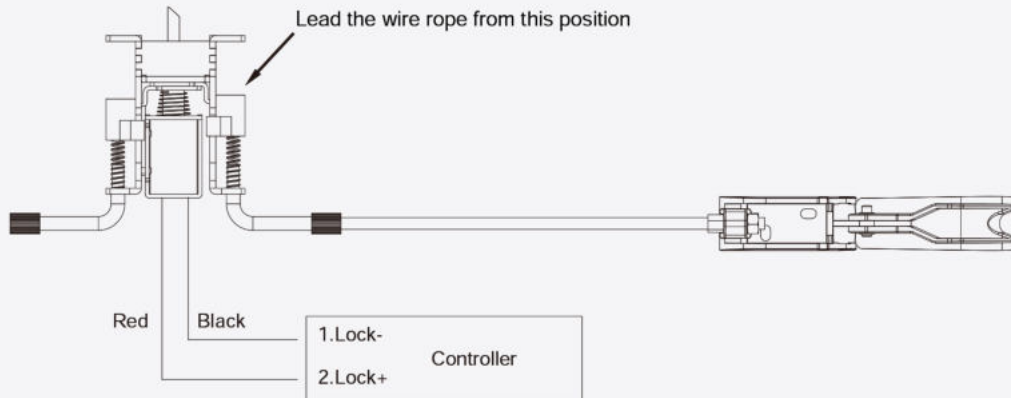 Lead the wire rope from this position
Red
Black
1.Lock-
Controller
2.Lock+